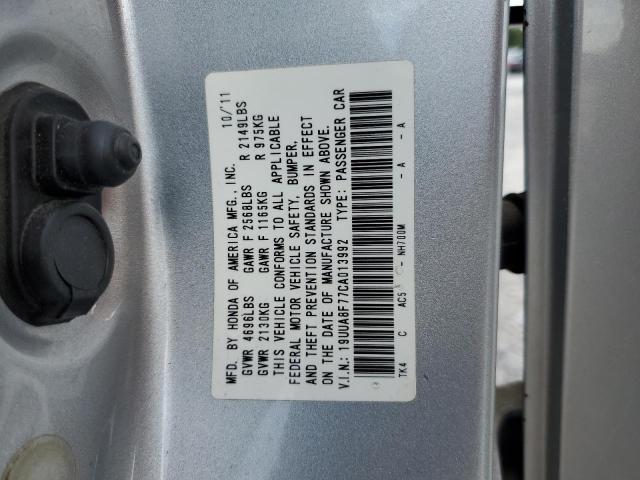 MFD. BY HONDA OF AMERICA MFG., INC. 10/11
GVWR 4696LBS GAWR F 2568LBS R 2149LBS
GVWR 2130KG GAWR F 1165KG R 975KG
THIS VEHICLE CONFORMS TO ALL APPLICABLE
FEDERAL MOTOR VEHICLE SAFETY, BUMPER,
AND THEFT PREVENTION STANDARDS IN EFFECT
ON THE DATE OF MANUFACTURE SHOWN ABOVE.
V.I.N.: 19UUA8F77CA013992 TYPE: PASSENGER CAR
TK4 C AC5 C - NH700M - A - A